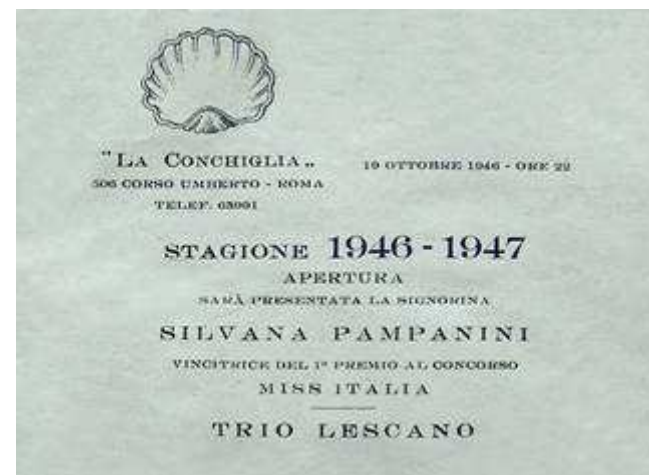 "LA CONCHIGLIA„
506 CORSO UMBERTO - ROMA
TELEF. 63991
19 OTTOBRE 1946 - ORE 22
STAGIONE 1946 - 1947
APERTURA
SARÀ PRESENTATA LA SIGNORINA
SILVANA PAMPANINI
VINCITRICE DEL 1º PREMIO AL CONCORSO
MISS ITALIA
TRIO LESCANO